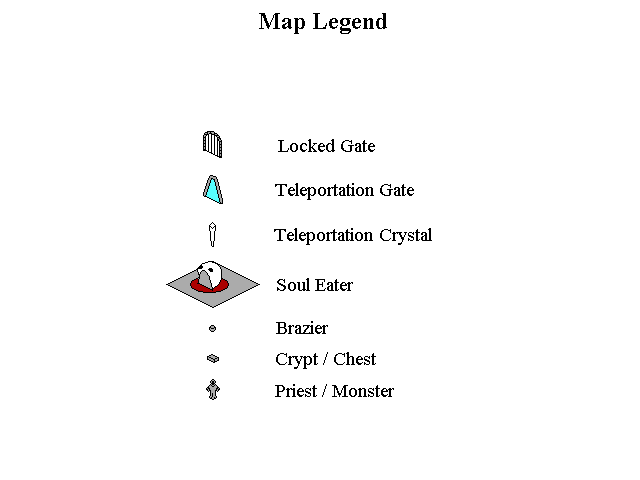 Map Legend
Locked Gate
Teleportation Gate
Teleportation Crystal
Soul Eater
Brazier
Crypt / Chest
Priest / Monster